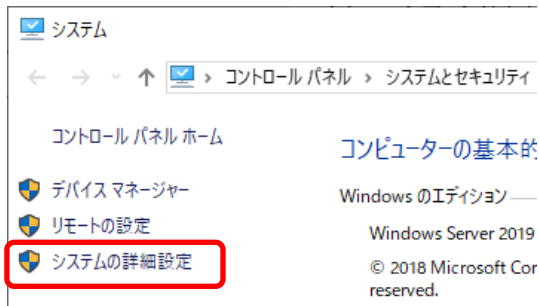 システム
コントロール パネル › システムとセキュリティ
コントロール パネル ホーム
コンピューターの基本的
デバイス マネージャー
Windows のエディション
リモートの設定
Windows Server 2019
システムの詳細設定
© 2018 Microsoft Cor
reserved.